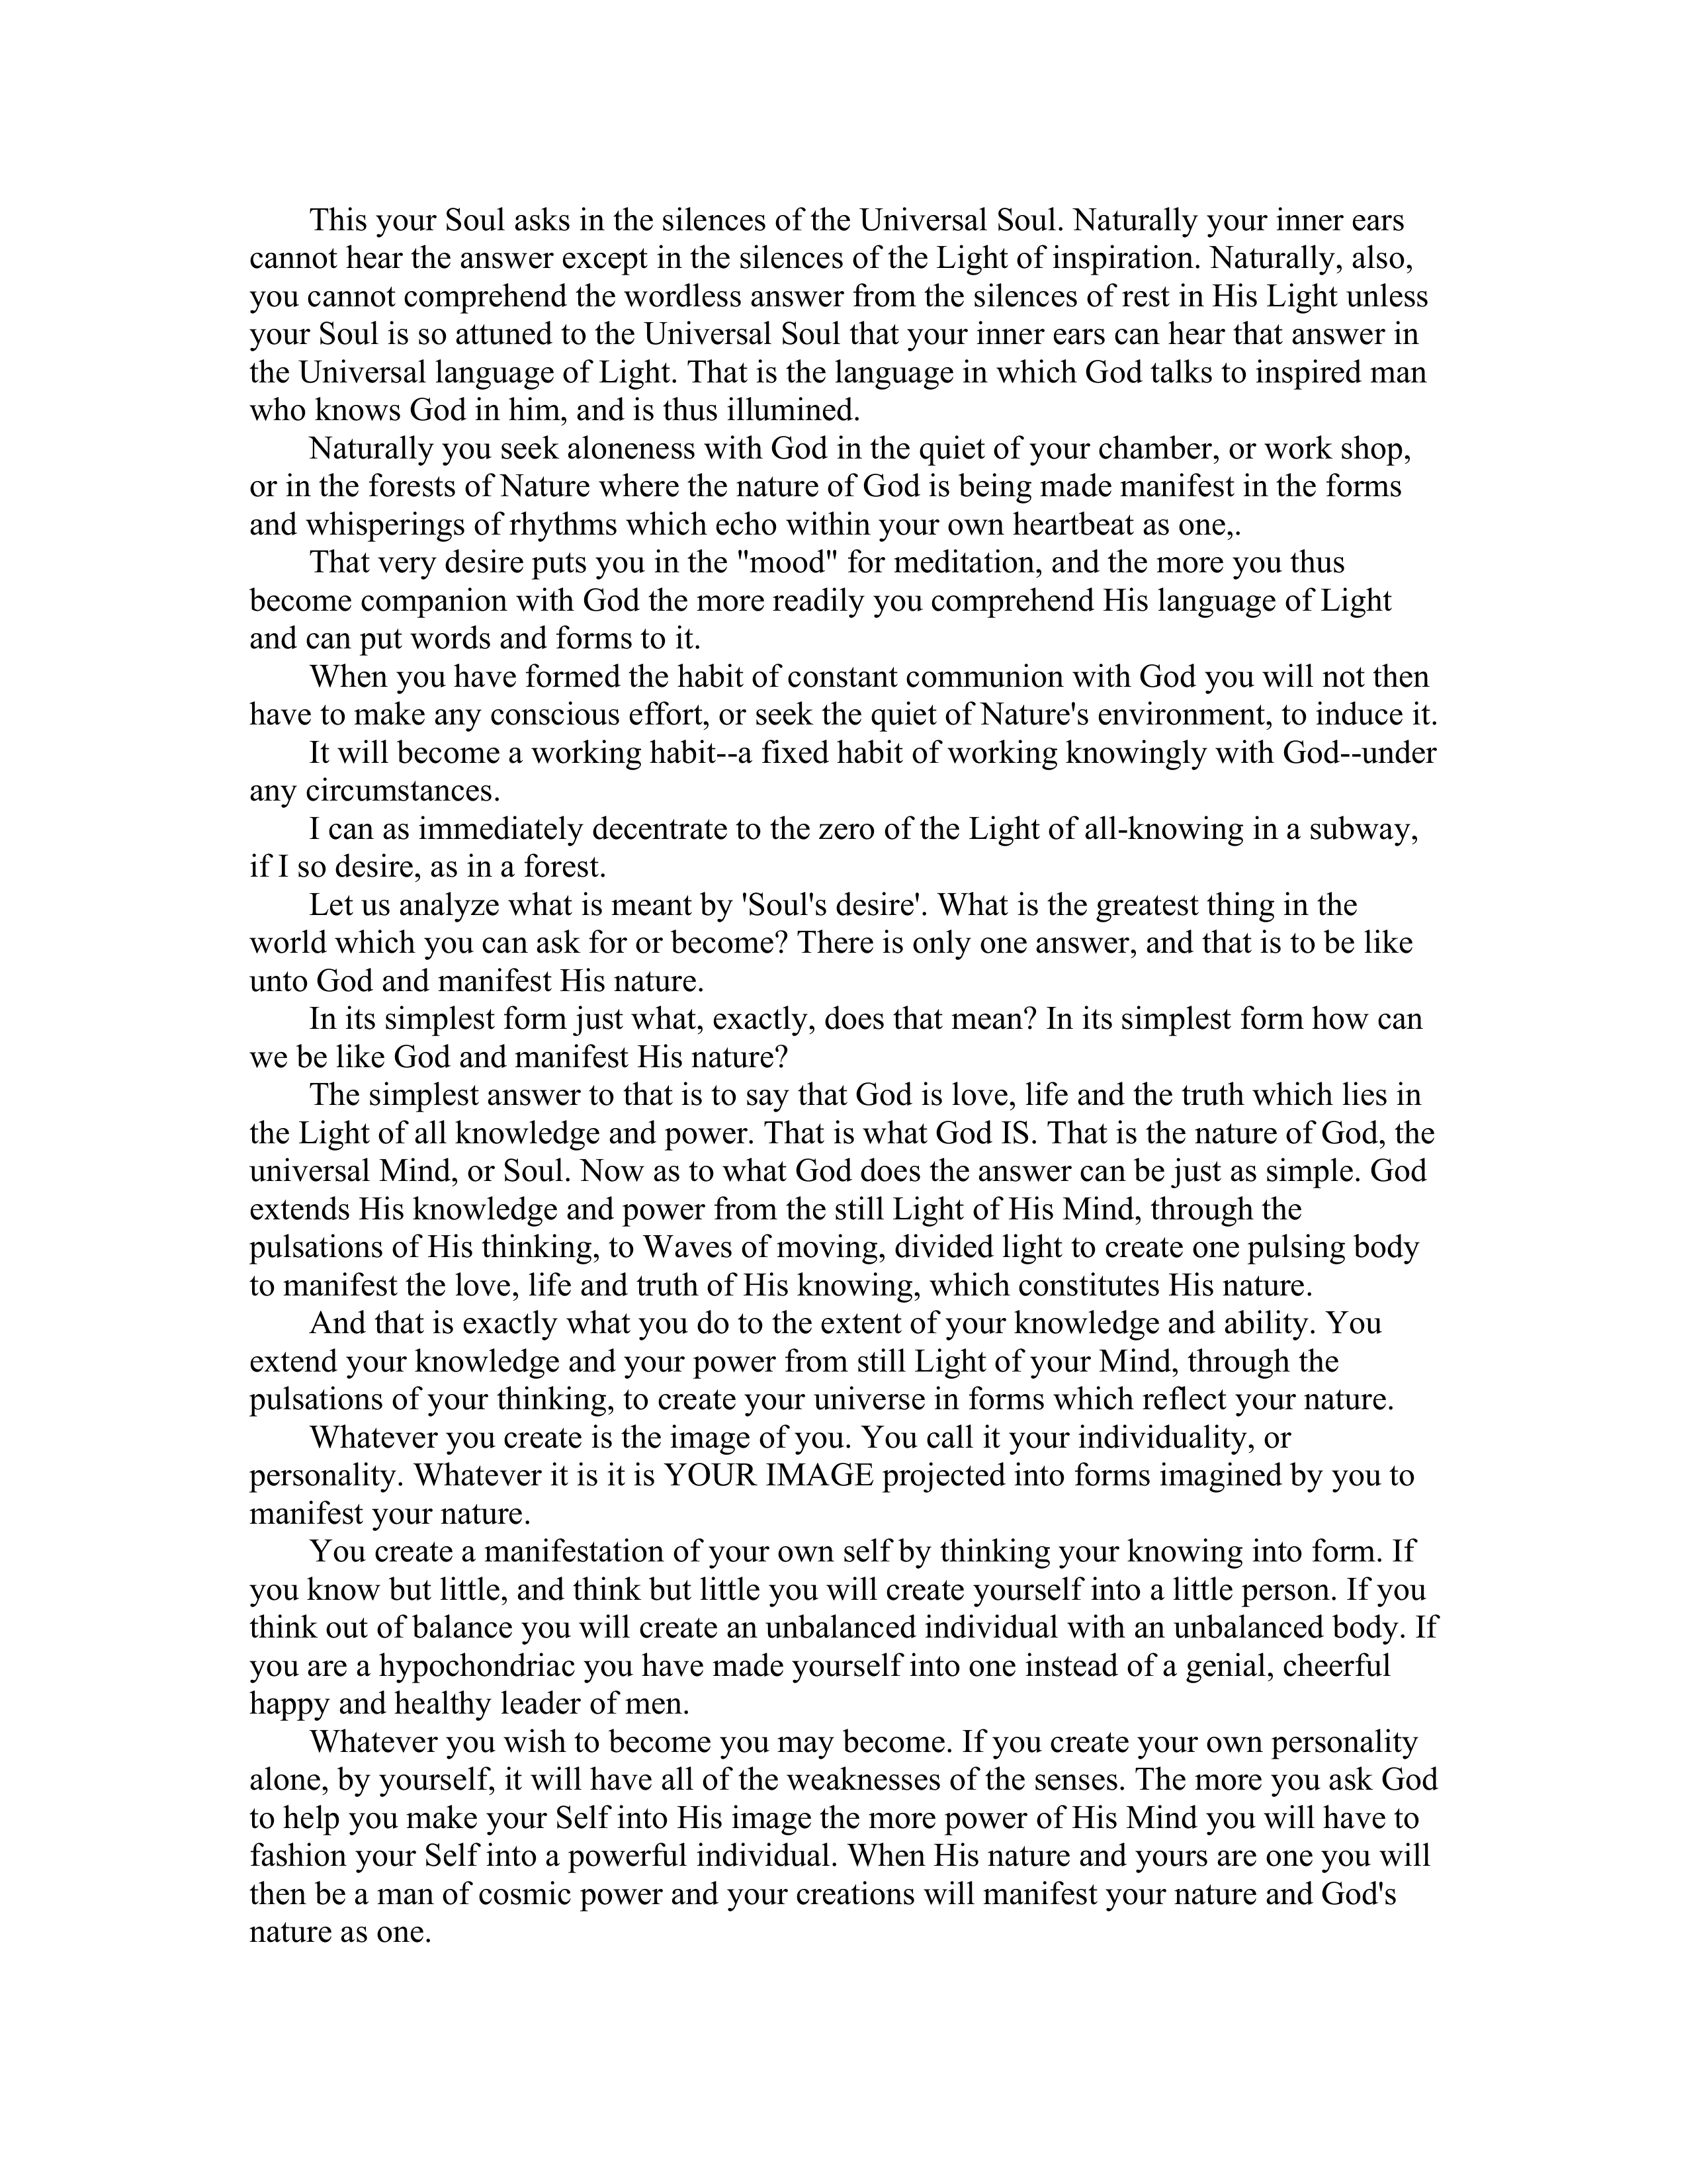 This your Soul asks in the silences of the Universal Soul. Naturally your inner ears
cannot hear the answer except in the silences of the Light of inspiration. Naturally, also,
you cannot comprehend the wordless answer from the silences of rest in His Light unless
your Soul is so attuned to the Universal Soul that your inner ears can hear that answer in
the Universal language of Light. That is the language in which God talks to inspired man
who knows God in him, and is thus illumined.
Naturally you seek aloneness with God in the quiet of your chamber, or work shop,
or in the forests of Nature where the nature of God is being made manifest in the forms
and whisperings of rhythms which echo within your own heartbeat as one,.
That very desire puts you in the "mood" for meditation, and the more you thus
become companion with God the more readily you comprehend His language of Light
and can put words and forms to it.
When you have formed the habit of constant communion with God you will not then
have to make any conscious effort, or seek the quiet of Nature's environment, to induce it.
It will become a working habit--a fixed habit of working knowingly with God--under
any circumstances.
I can as immediately decentrate to the zero of the Light of all-knowing in a subway,
if I so desire, as in a forest.
Let us analyze what is meant by 'Soul's desire'. What is the greatest thing in the
world which you can ask for or become? There is only one answer, and that is to be like
unto God and manifest His nature.
In its simplest form just what, exactly, does that mean? In its simplest form how can
we be like God and manifest His nature?
The simplest answer to that is to say that God is love, life and the truth which lies in
the Light of all knowledge and power. That is what God IS. That is the nature of God, the
universal Mind, or Soul. Now as to what God does the answer can be just as simple. God
extends His knowledge and power from the still Light of His Mind, through the
pulsations of His thinking, to Waves of moving, divided light to create one pulsing body
to manifest the love, life and truth of His knowing, which constitutes His nature.
And that is exactly what you do to the extent of your knowledge and ability. You
extend your knowledge and your power from still Light of your Mind, through the
pulsations of your thinking, to create your universe in forms which reflect your nature.
Whatever you create is the image of you. You call it your individuality, or
personality. Whatever it is it is YOUR IMAGE projected into forms imagined by you to
manifest your nature.
You create a manifestation of your own self by thinking your knowing into form. If
you know but little, and think but little you will create yourself into a little person. If you
think out of balance you will create an unbalanced individual with an unbalanced body. If
you are a hypochondriac you have made yourself into one instead of a genial, cheerful
happy and healthy leader of men.
Whatever you wish to become you may become. If you create your own personality
alone, by yourself, it will have all of the weaknesses of the senses. The more you ask God
to help you make your Self into His image the more power of His Mind you will have to
fashion your Self into a powerful individual. When His nature and yours are one you will
then be a man of cosmic power and your creations will manifest your nature and God's
nature as one.